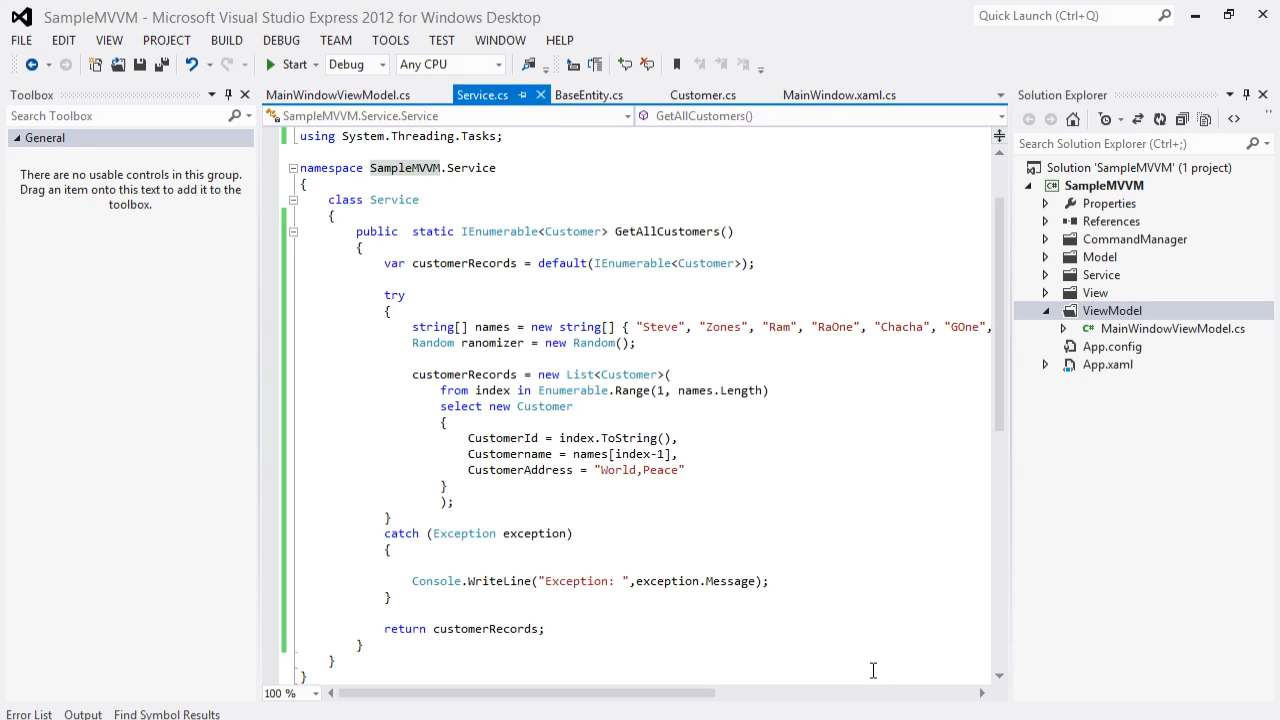 SampleMVVM - Microsoft Visual Studio Express 2012 for Windows Desktop
Quick Launch (Ctrl+Q)
FILE EDIT VIEW PROJECT BUILD DEBUG TEAM TOOLS TEST WINDOW HELP
Start Debug Any CPU
Toolbox
Search Toolbox
General
There are no usable controls in this group.
Drag an item onto this text to add it to the
toolbox.
MainWindowViewModel.cs Service.cs BaseEntity.cs Customer.cs MainWindow.xaml.cs
SampleMVVM.Service.Service GetAllCustomers()
using System.Threading.Tasks;
namespace SampleMVVM.Service
{
class Service
{
public static IEnumerable<Customer> GetAllCustomers()
{
var customerRecords = default(IEnumerable<Customer>);
try
{
string[] names = new string[] { "Steve", "Zones", "Ram", "RaOne", "Chacha", "GOne",
Random ranomizer = new Random();
customerRecords = new List<Customer>(
from index in Enumerable.Range(1, names.Length)
select new Customer
{
CustomerId = index.ToString(),
Customername = names[index-1],
CustomerAddress = "World,Peace"
}
);
}
catch (Exception exception)
{
Console.WriteLine("Exception: ",exception.Message);
}
return customerRecords;
}
}
}
100 %
Solution Explorer
Search Solution Explorer (Ctrl+;)
Solution 'SampleMVVM' (1 project)
SampleMVVM
Properties
References
CommandManager
Model
Service
View
ViewModel
MainWindowViewModel.cs
App.config
App.xaml
Error List Output Find Symbol Results